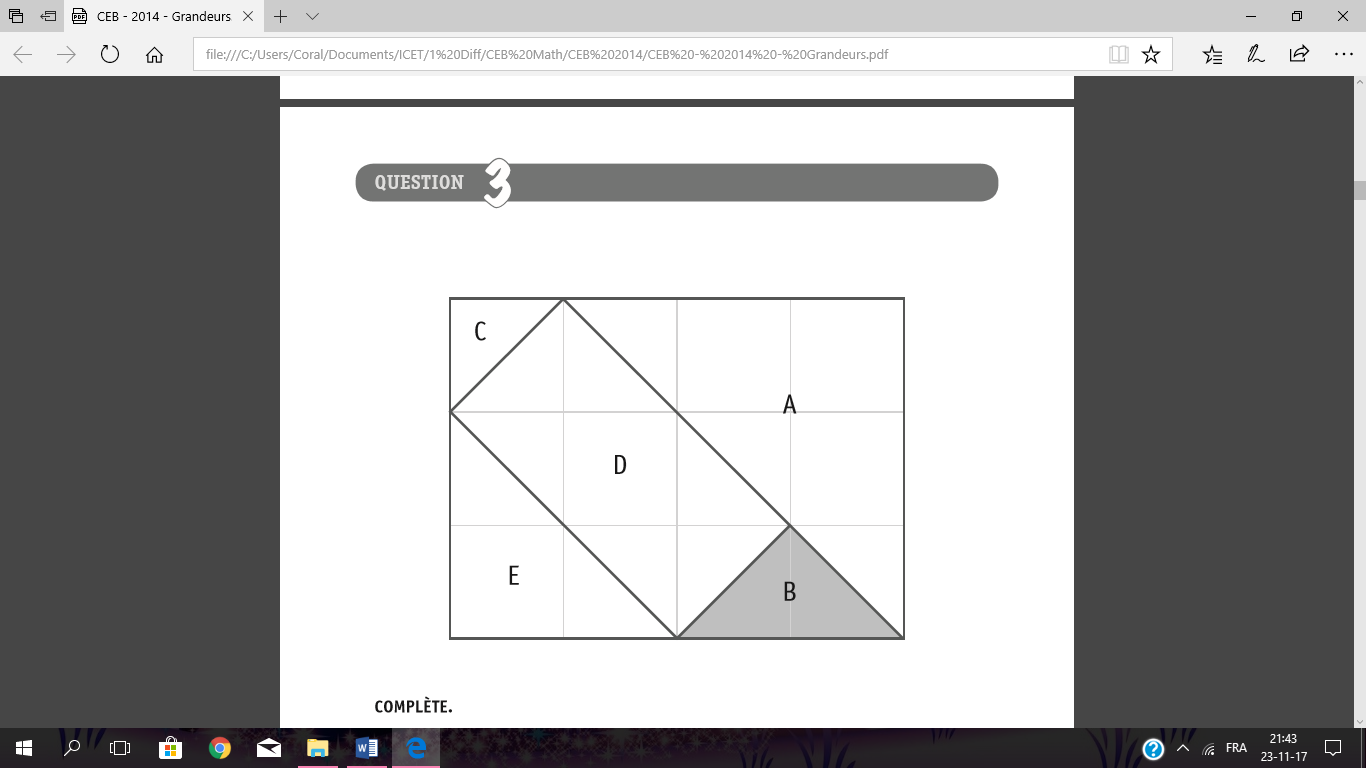 CEB - 2014 - Grandeurs
file:///C:/Users/Coral/Documents/ICET/1%20Diff/CEB%20Math/CEB%202014/CEB%20-%202014%20-%20Grandeurs.pdf
QUESTION 3
C
A
D
E
B
COMPLÈTE.
FRA
21:43
23-11-17